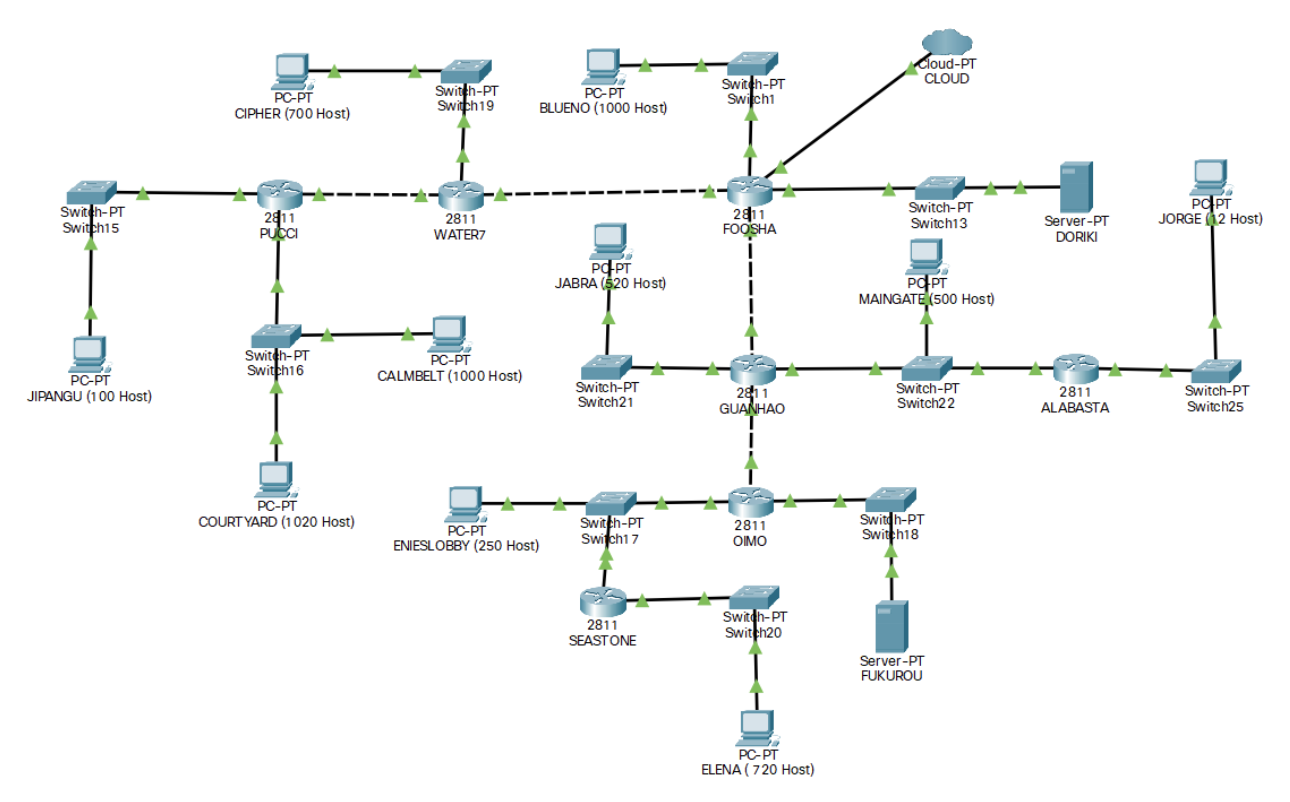 Cloud-PT
CLOUD
PC-PT
CIPHER (700 Host)
Switch-PT
Switch19
PC-PT
BLUENO (1000 Host)
Switch-PT
Switch1
Switch-PT
Switch15
2811
PUCCI
2811
WATER7
2811
FOOSHA
Switch-PT
Switch13
Server-PT
DORIKI
PC-PT
JORGE (12 Host)
PC-PT
JABRA (520 Host)
PC-PT
MAINGATE (500 Host)
PC-PT
JIPANGU (100 Host)
Switch-PT
Switch16
PC-PT
CALMBELT (1000 Host)
Switch-PT
Switch21
2811
GUANHAO
Switch-PT
Switch22
2811
ALABASTA
Switch-PT
Switch25
PC-PT
COURTYARD (1020 Host)
PC-PT
ENIESLOBBY (250 Host)
Switch-PT
Switch17
2811
OIMO
Switch-PT
Switch18
2811
SEASTONE
Switch-PT
Switch20
Server-PT
FUKUROU
PC-PT
ELENA ( 720 Host)